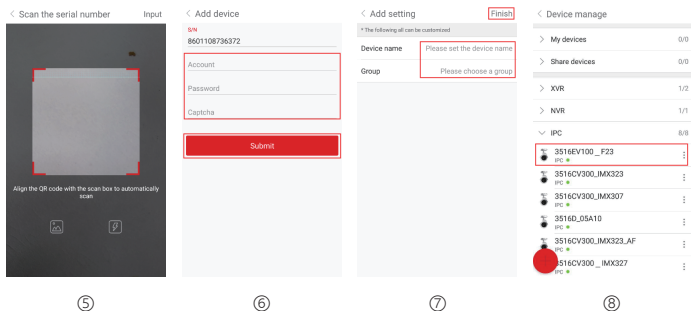 Scan the serial number
Input
Align the QR code with the scan box to automatically
scan
⑤
Add device
S/N
8601108736372
Account
Password
Captcha
Submit
⑥
Add setting
Finish
* The following all can be customized
Device name
Please set the device name
Group
Please choose a group
⑦
Device manage
My devices 0/0
Share devices 0/0
XVR 1/2
NVR 1/1
IPC 8/8
3516EV100 _ F23
IPC
3516CV300_IMX323
IPC
3516CV300_IMX307
IPC
3516D_05A10
IPC
3516CV300_IMX323_AF
IPC
516CV300 _ IMX327
IPC
⑧